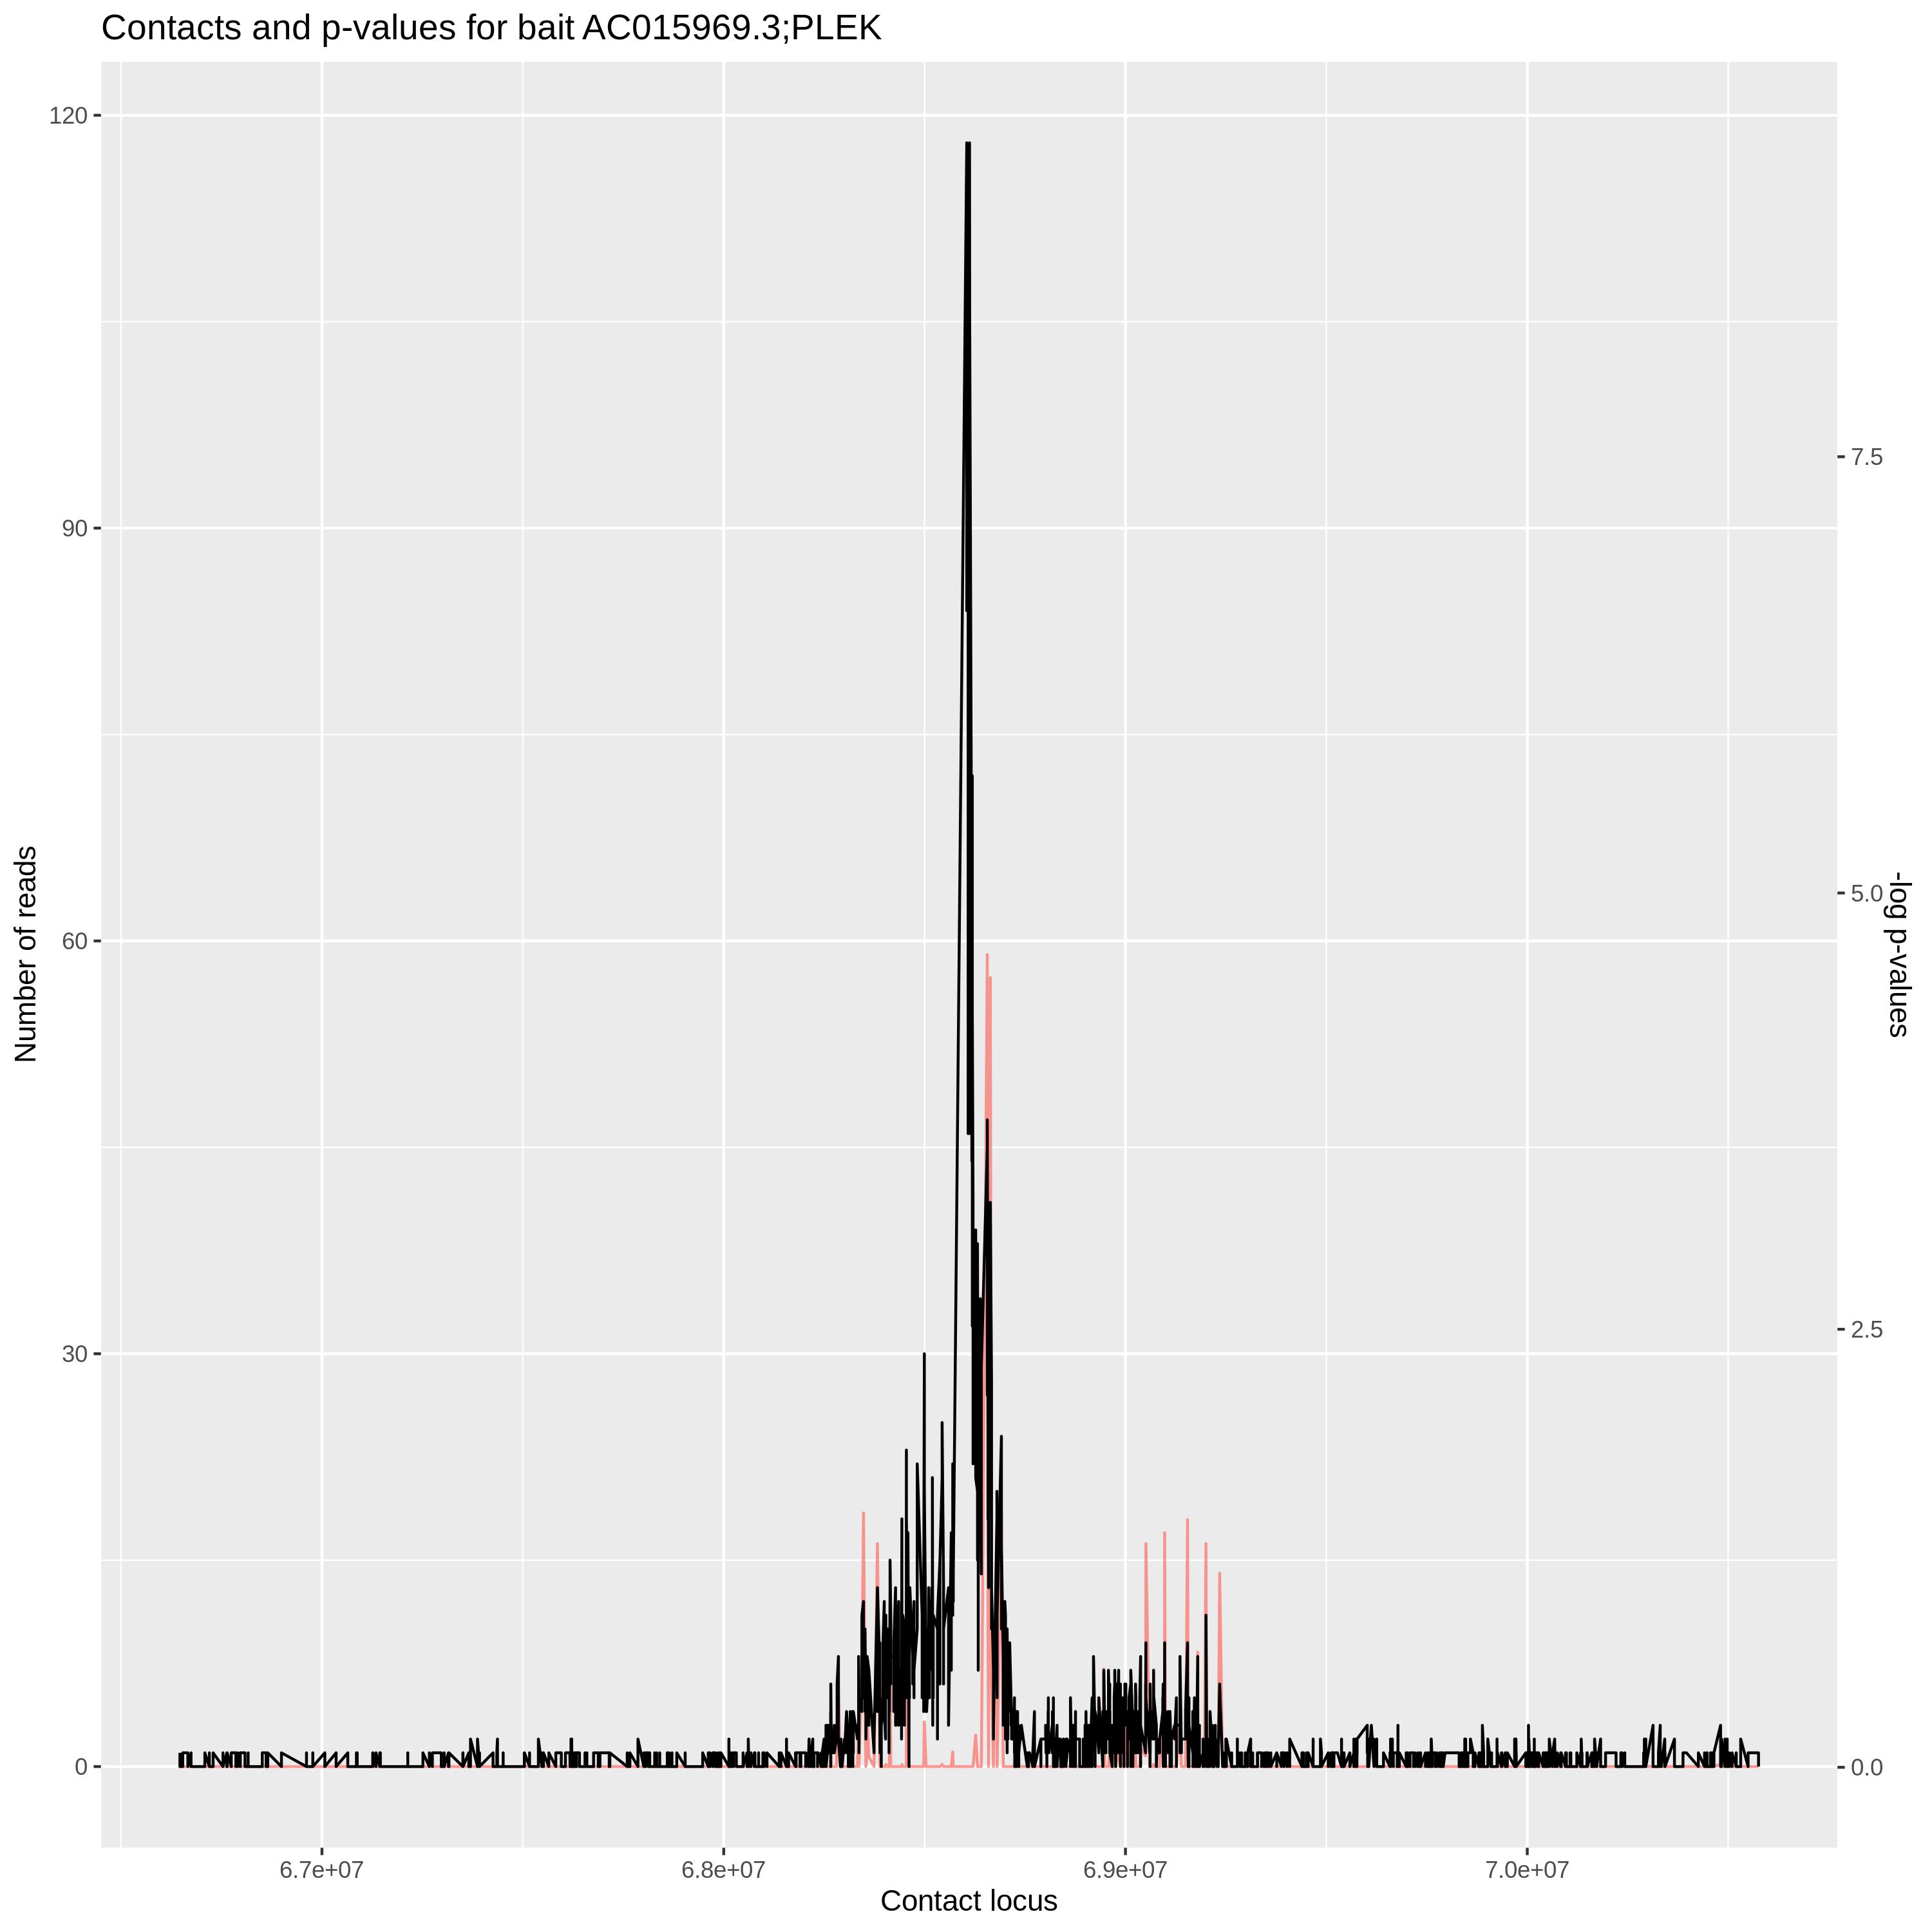 Contacts and p-values for bait AC015969.3;PLEK
120
90
60
30
0
Number of reads
7.5
5.0
2.5
0.0
-log p-values
6.7e+07
6.8e+07
6.9e+07
7.0e+07
Contact locus